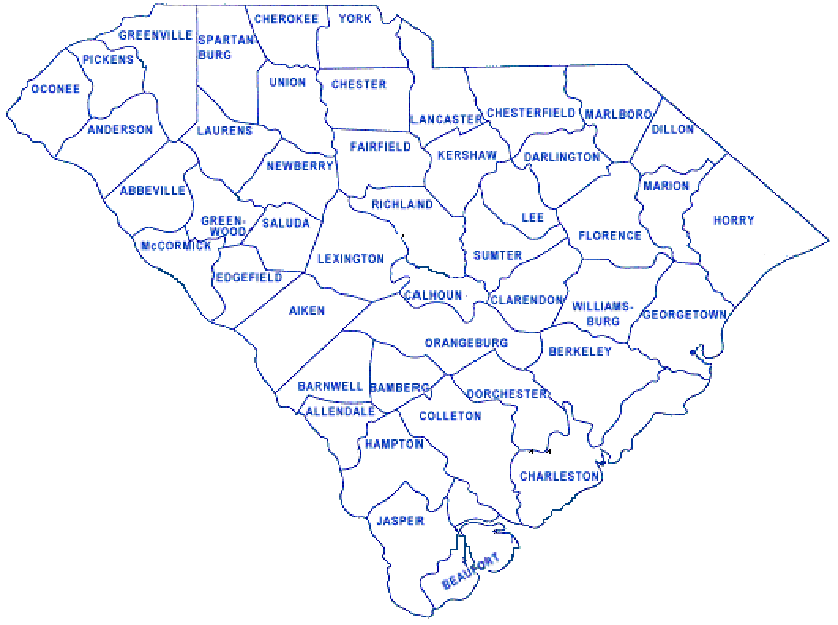 CHEROKEE
YORK
GREENVILLE
SPARTAN-
BURG
PICKENS
OCONEE
UNION
CHESTER
ANDERSON
LAURENS
LANCASTER
CHESTERFIELD
MARLBORO
DILLON
FAIRFIELD
KERSHAW
DARLINGTON
NEWBERRY
ABBEVILLE
MARION
RICHLAND
GREEN-
WOOD
SALUDA
LEE
HORRY
FLORENCE
McCORMICK
LEXINGTON
SUMTER
EDGEFIELD
CALHOUN
CLARENDON
AIKEN
WILLIAMS-
BURG
GEORGETOWN
ORANGEBURG
BERKELEY
BARNWELL
BAMBERG
DORCHESTER
ALLENDALE
COLLETON
HAMPTON
CHARLESTON
JASPER
BEAUFORT